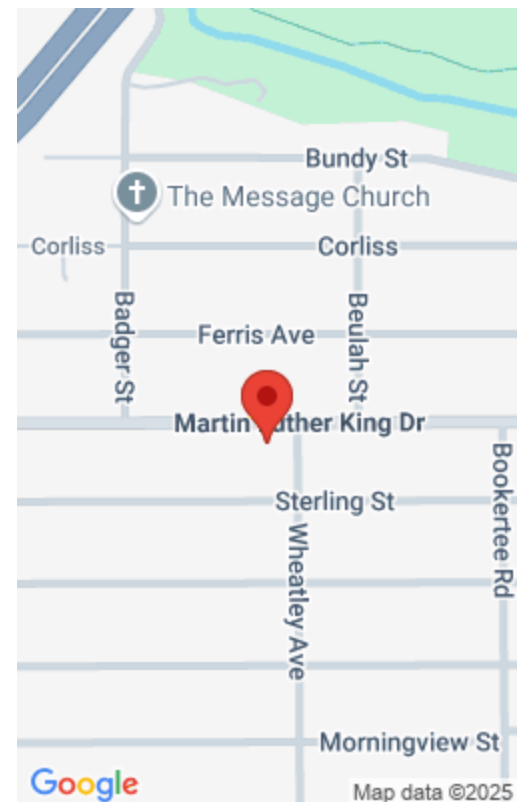 Bundy St
The Message Church
Corliss
Corliss
Badger St
Beulah St
Ferris Ave
Martin Luther King Dr
Sterling St
Bookertee Rd
Wheatley Ave
Morningview St
Google
Map data ©2025